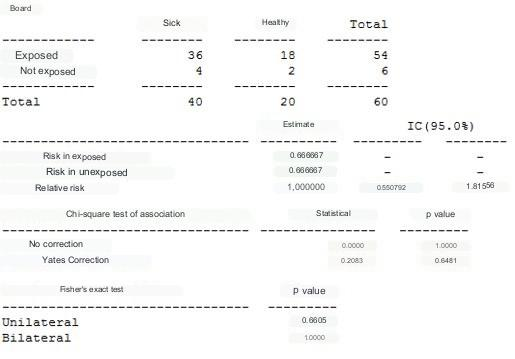 Board
Sick Healthy Total
Exposed 36 18 54
Not exposed 4 2 6
Total 40 20 60
Estimate IC(95.0%)
Risk in exposed 0.666667 – –
Risk in unexposed 0.666667 – –
Relative risk 1,000000 0.550792 1.81556
Chi-square test of association Statistical p value
No correction 0.0000 1.0000
Yates Correction 0.2083 0.6481
Fisher's exact test p value
Unilateral 0.6605
Bilateral 1.0000